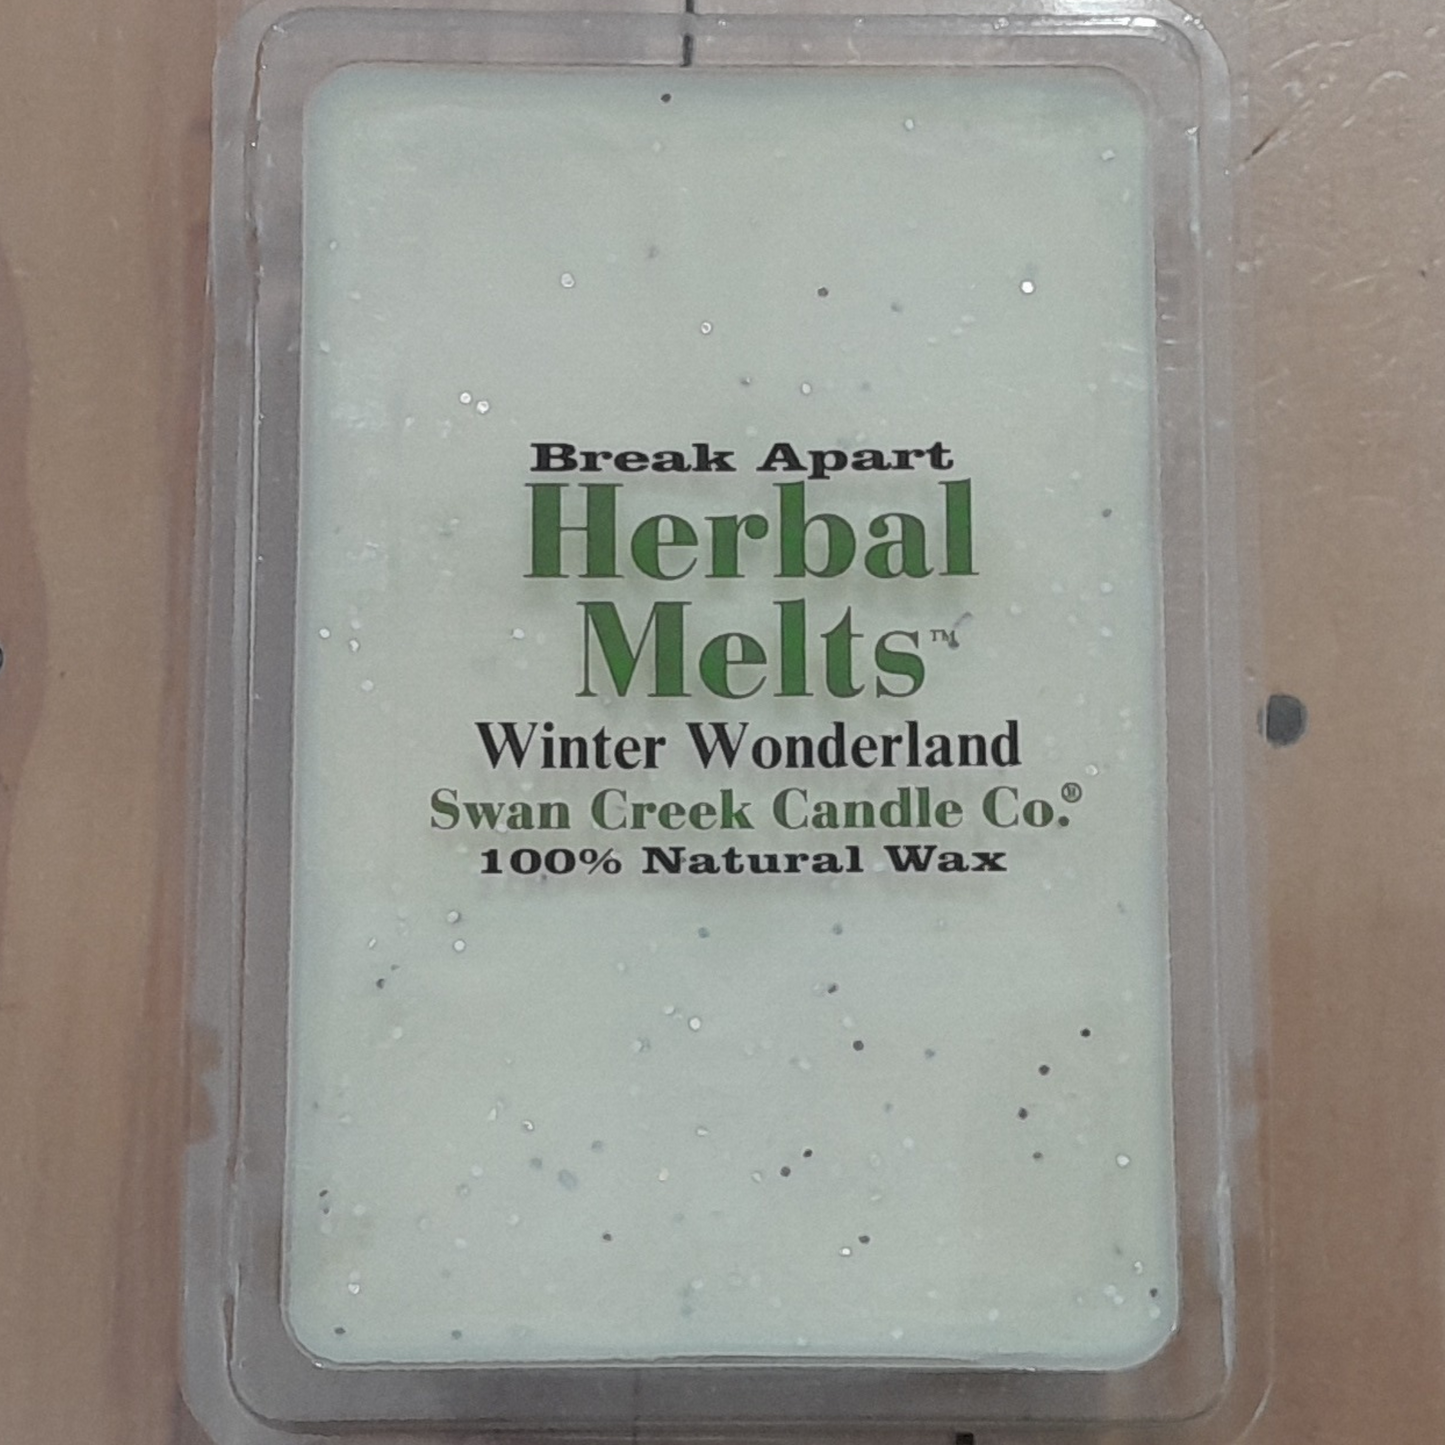 Break Apart
Herbal
Melts™
Winter Wonderland
Swan Creek Candle Co.®
100% Natural Wax